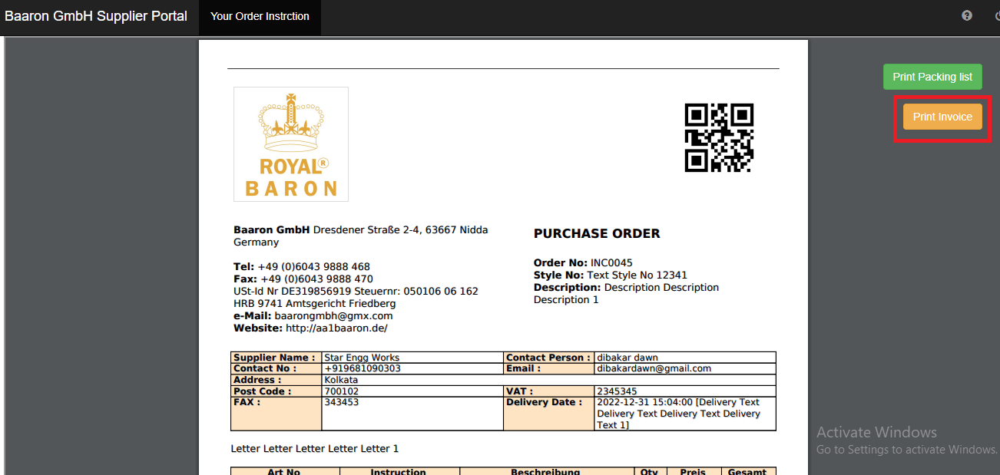 Baaron GmbH Supplier Portal
Your Order Instrction
Print Packing list
Print Invoice
ROYAL®
BARON
Baaron GmbH Dresdener Straße 2-4, 63667 Nidda
Germany
Tel: +49 (0)6043 9888 468
Fax: +49 (0)6043 9888 470
USt-Id Nr DE319856919 Steuernr: 050106 06 162
HRB 9741 Amtsgericht Friedberg
e-Mail: baarongmbh@gmx.com
Website: http://aa1baaron.de/
PURCHASE ORDER
Order No: INC0045
Style No: Text Style No 12341
Description: Description Description
Description 1
Supplier Name : Star Engg Works Contact Person : dibakar dawn
Contact No : +919681090303 Email : dibakardawn@gmail.com
Address : Kolkata
Post Code : 700102 VAT : 2345345
FAX : 343453 Delivery Date : 2022-12-31 15:04:00 [Delivery Text
Delivery Text Delivery Text Delivery
Text 1]
Letter Letter Letter Letter Letter 1
Art No Instruction Beschreibung Qty Preis Gesamt
Activate Windows
Go to Settings to activate Windows.